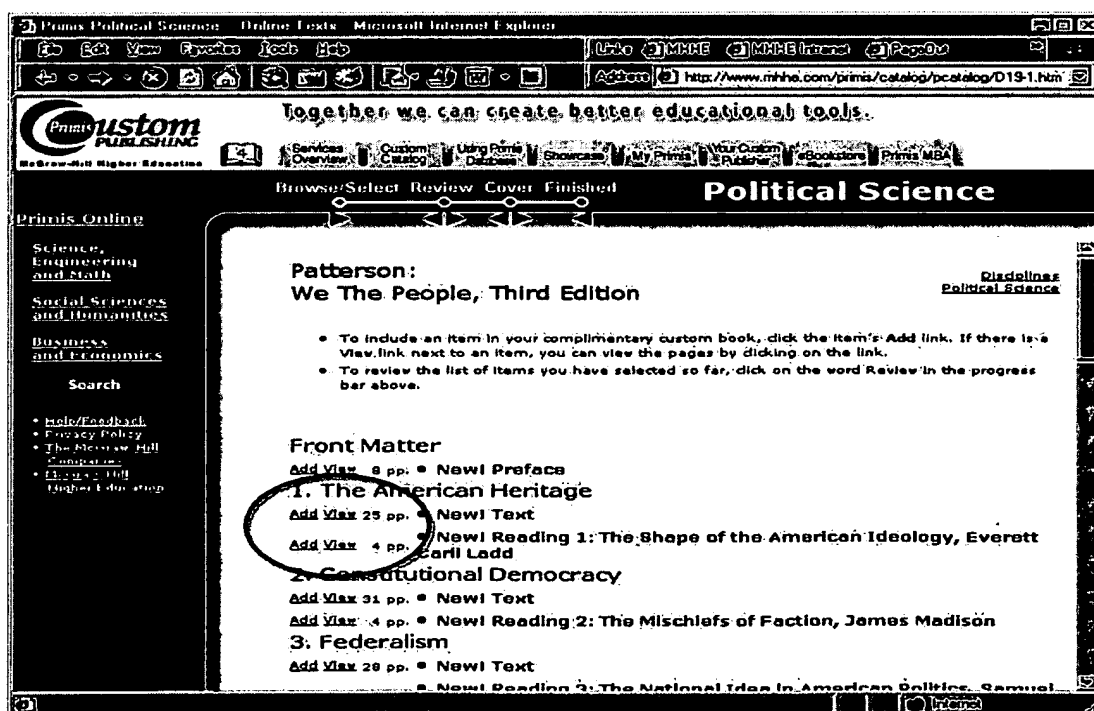 Primis Political Science Online Texts Microsoft Internet Explorer
File Edit View Favorites Tools Help
Links MHHE MHHE Intranet PageOut
Address http://www.mhhe.com/primis/catalog/pcatalog/D19-1.htm
Primis Custom
PUBLISHING
McGraw-Hill Higher Education
Together we can create better educational tools.
4
Services Overview
Custom Catalog
Using Primis Database
Showcase
My Primis
Your Custom Publisher
eBookstore
Primis MBA
Browse/Select Review Cover Finished
Political Science
Primis Online
Science,
Engineering
and Math
Social Sciences
and Humanities
Business
and Economics
Search
• Help/Feedback
• Privacy Policy
• The McGraw-Hill
Companies
• McGraw-Hill
Higher Education
Patterson:
We The People, Third Edition
Disciplines
Political Science
• To include an item in your complimentary custom book, click the item's Add link. If there is a
View link next to an item, you can view the pages by clicking on the link.
• To review the list of items you have selected so far, click on the word Review in the progress
bar above.
Front Matter
Add View 8 pp. • New! Preface
1. The American Heritage
Add View 25 pp. • New! Text
Add View 4 pp. • New! Reading 1: The Shape of the American Ideology, Everett
Carll Ladd
2. Constitutional Democracy
Add View 31 pp. • New! Text
Add View 4 pp. • New! Reading 2: The Mischiefs of Faction, James Madison
3. Federalism
Add View 28 pp. • New! Text
• New! Reading 3: The National Idea in American Politics, Samuel
Internet